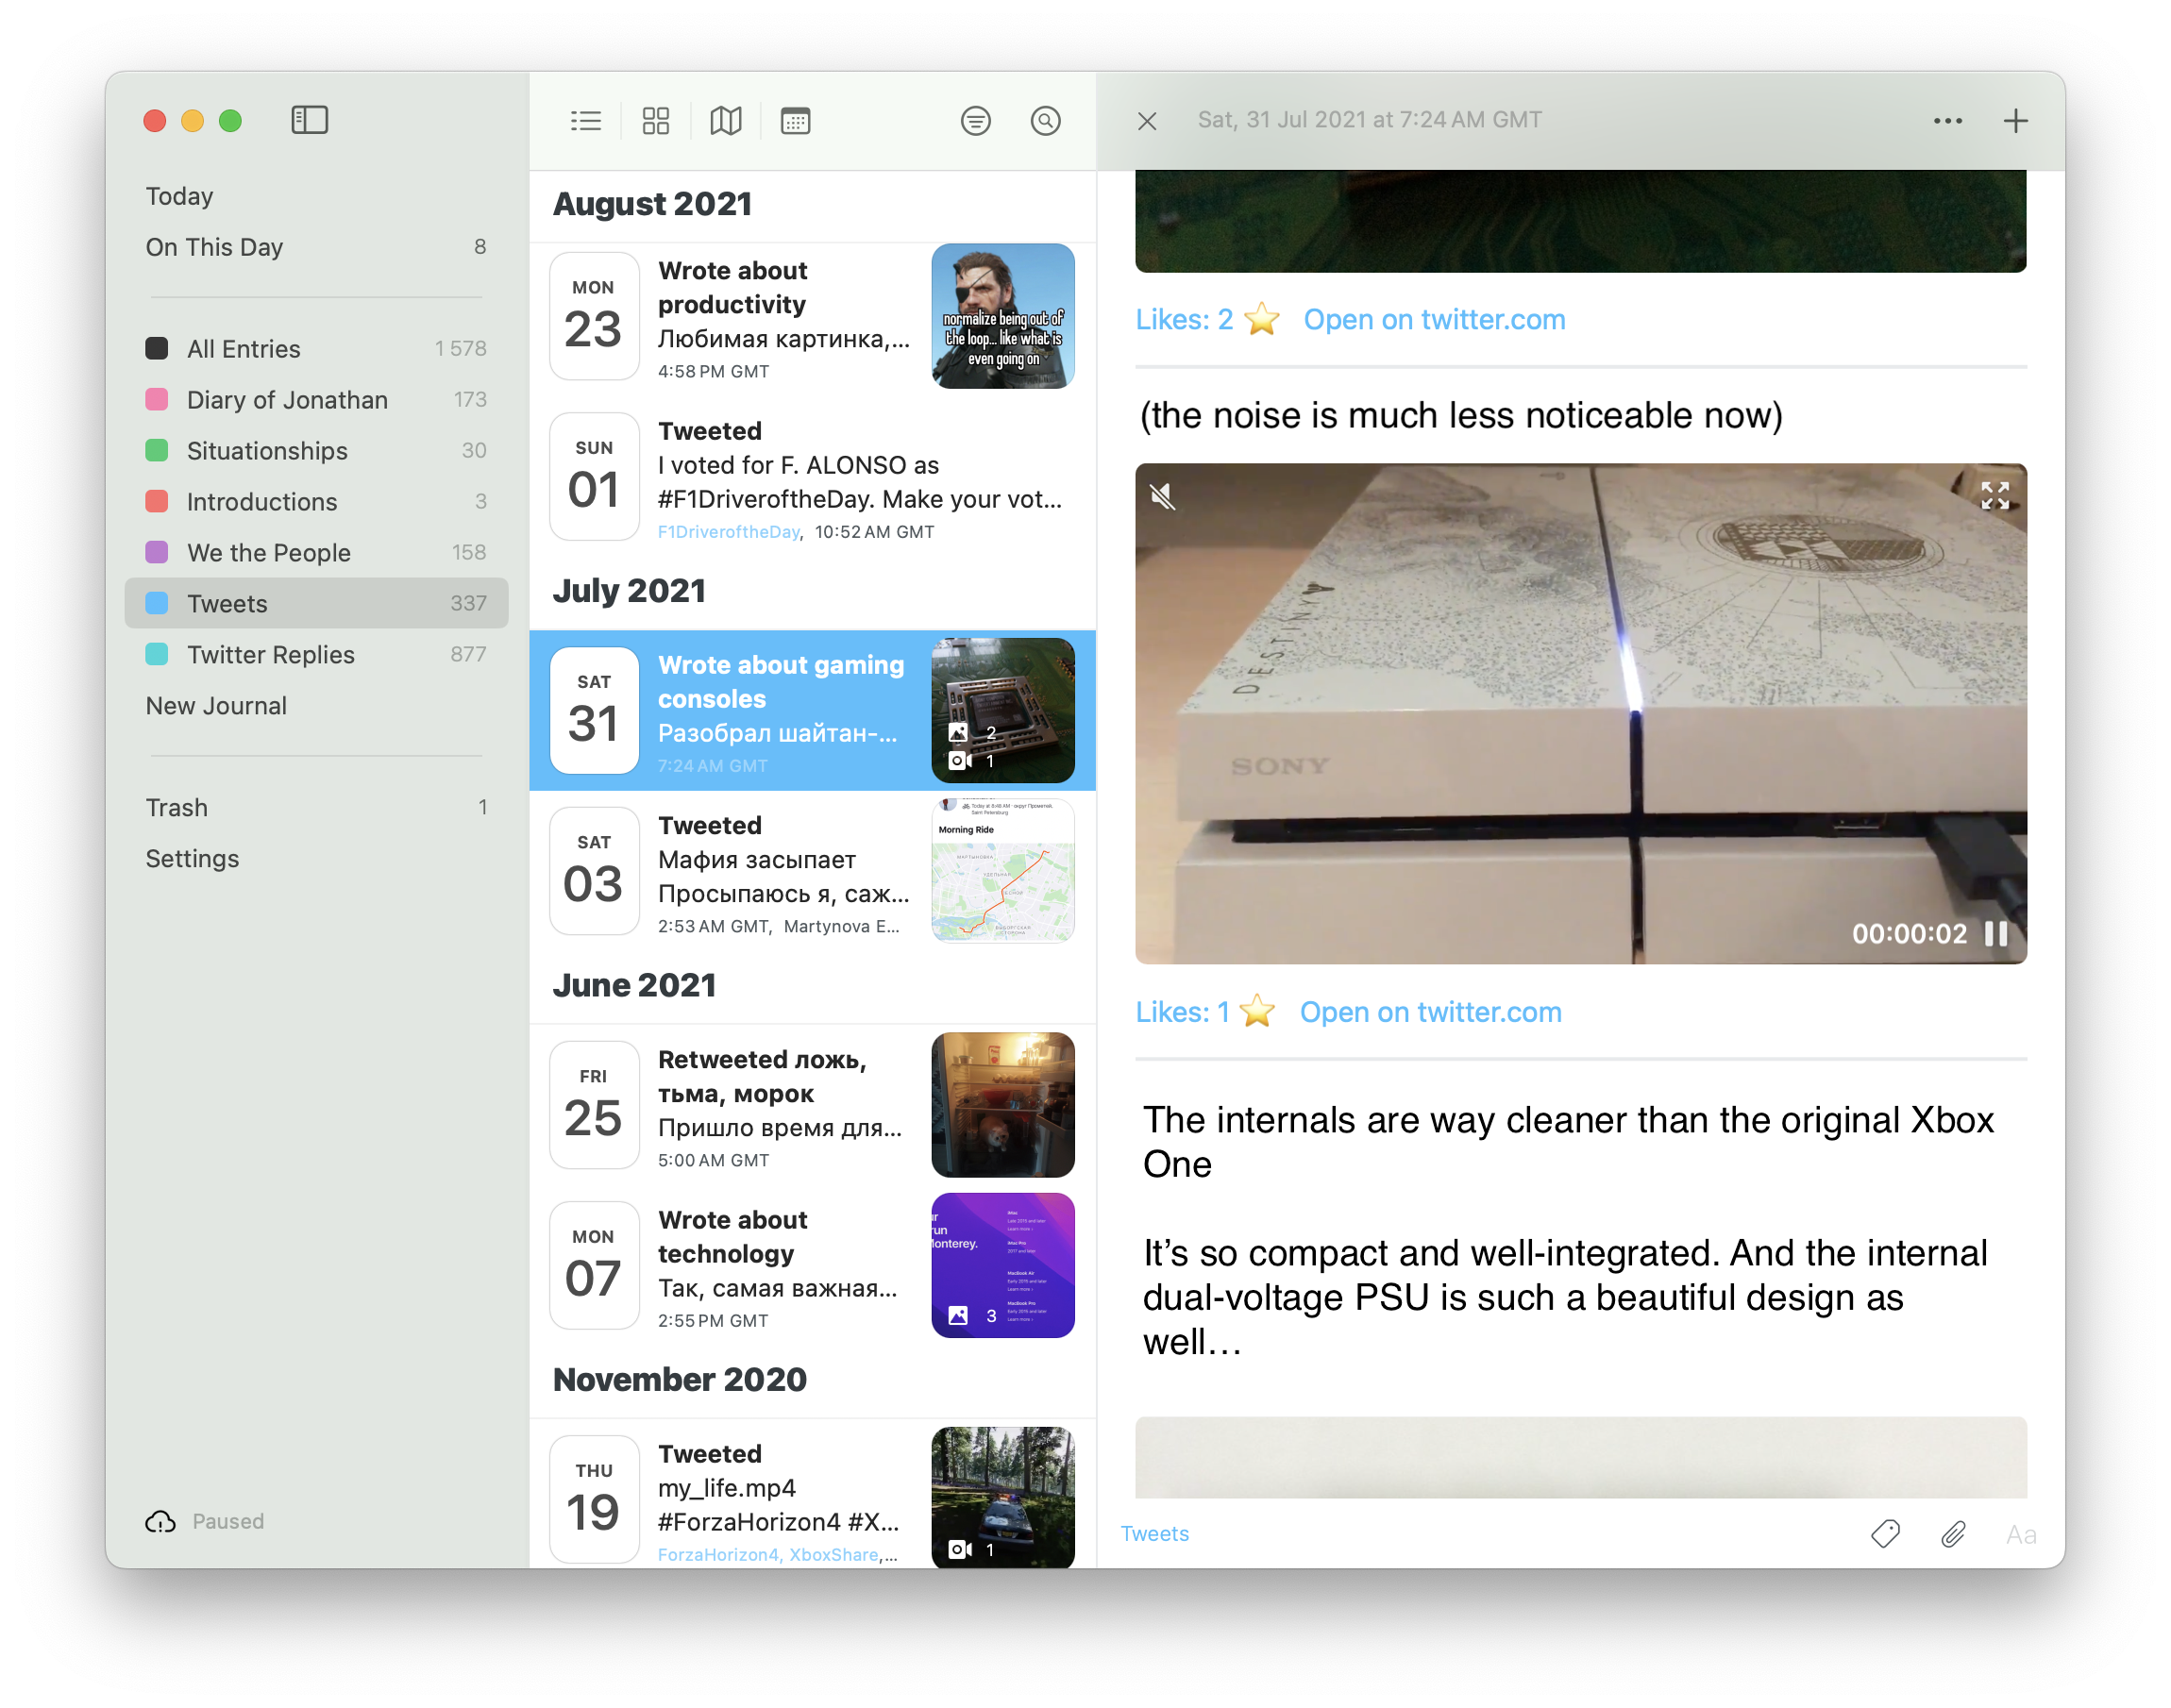 Today
On This Day 8
All Entries 1 578
Diary of Jonathan 173
Situationships 30
Introductions 3
We the People 158
Tweets 337
Twitter Replies 877
New Journal
Trash 1
Settings
Paused
August 2021
MON
23
Wrote about
productivity
Любимая картинка,...
4:58 PM GMT
normalize being out of
the loop... like what is
even going on
SUN
01
Tweeted
I voted for F. ALONSO as
#F1DriveroftheDay. Make your vot...
F1DriveroftheDay, 10:52 AM GMT
July 2021
SAT
31
Wrote about gaming
consoles
Разобрал шайтан-...
7:24 AM GMT
2
1
SAT
03
Tweeted
Мафия засыпает
Просыпаюсь я, саж...
2:53 AM GMT, Martynova E...
Morning Ride
June 2021
FRI
25
Retweeted ложь,
тьма, морок
Пришло время для...
5:00 AM GMT
MON
07
Wrote about
technology
Так, самая важная...
2:55 PM GMT
run
Monterey.
3
November 2020
THU
19
Tweeted
my_life.mp4
#ForzaHorizon4 #X...
ForzaHorizon4, XboxShare,...
1
Sat, 31 Jul 2021 at 7:24 AM GMT
Likes: 2 ⭐ Open on twitter.com
(the noise is much less noticeable now)
DESTINY
SONY
00:00:02
Likes: 1 ⭐ Open on twitter.com
The internals are way cleaner than the original Xbox
One
It’s so compact and well-integrated. And the internal
dual-voltage PSU is such a beautiful design as
well…
Tweets
Aa